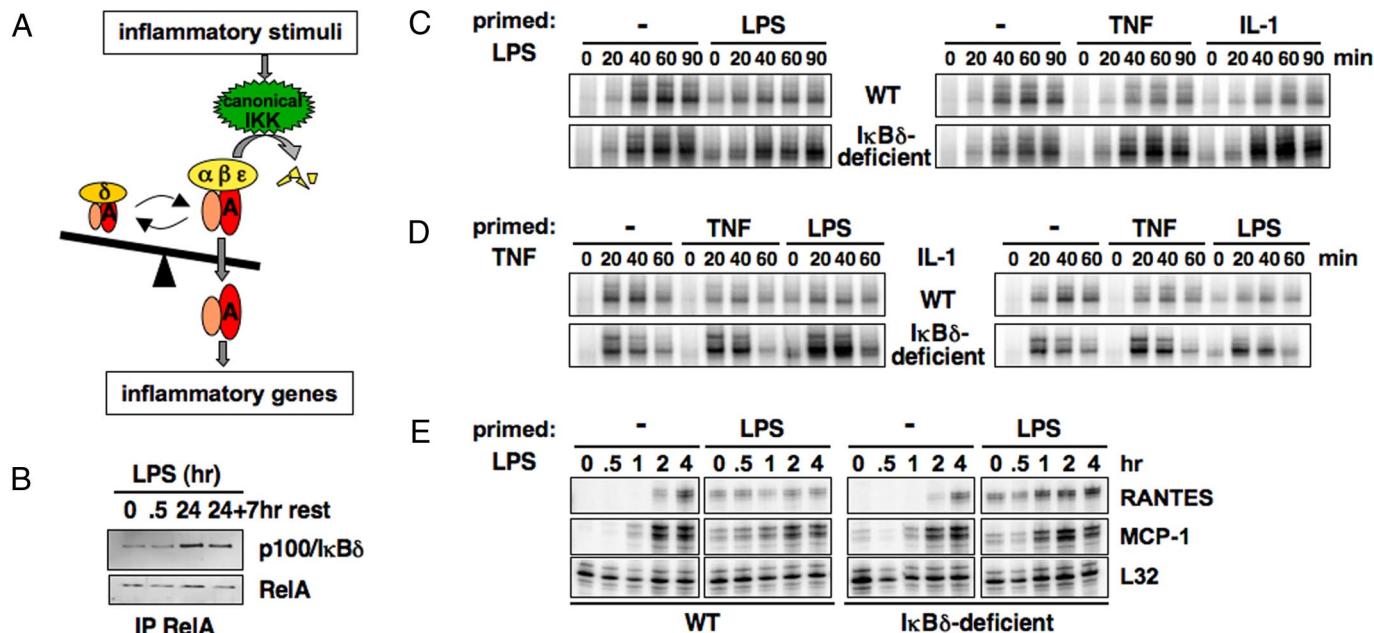 A
inflammatory stimuli
canonical
IKK
α β ε
δ
A
A
A
inflammatory genes
B
LPS (hr)
0 .5 24 24+7hr rest
p100/IκBδ
RelA
IP RelA
C
primed: - LPS - TNF IL-1
LPS 0 20 40 60 90 0 20 40 60 90 0 20 40 60 90 0 20 40 60 90 0 20 40 60 90 min
WT
IκBδ-
deficient
D
primed: - TNF LPS - TNF LPS
TNF 0 20 40 60 0 20 40 60 0 20 40 60 IL-1 0 20 40 60 0 20 40 60 0 20 40 60 min
WT
IκBδ-
deficient
E
primed: - LPS - LPS
LPS 0 .5 1 2 4 0 .5 1 2 4 0 .5 1 2 4 0 .5 1 2 4 hr
RANTES
MCP-1
L32
WT IκBδ-deficient